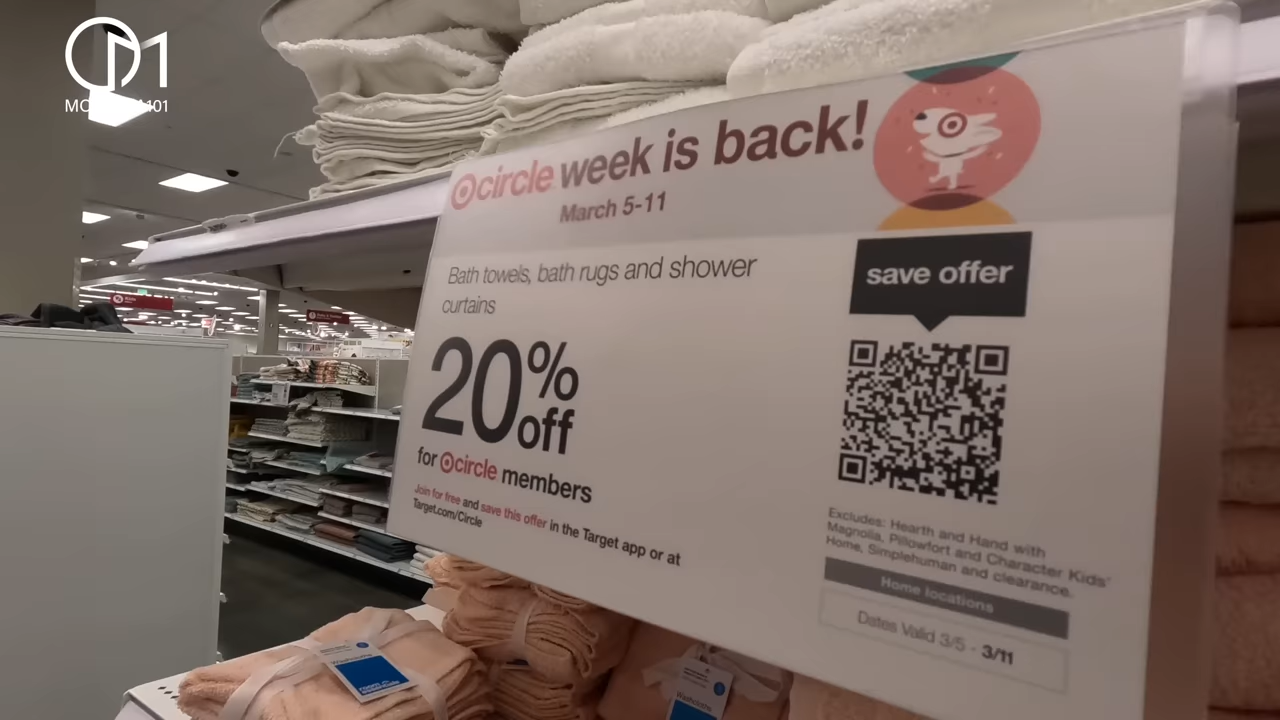 circle week is back!
March 5-11
Bath towels, bath rugs and shower
curtains
20%
off
for circle members
Join for free and save this offer in the Target app or at
Target.com/Circle
save offer
Excludes: Hearth and Hand with
Magnolia, Pillowfort and Character Kids'
Home, Simplehuman and clearance.
Home locations
Dates Valid 3/5 - 3/11
Washcloths
Washcloths